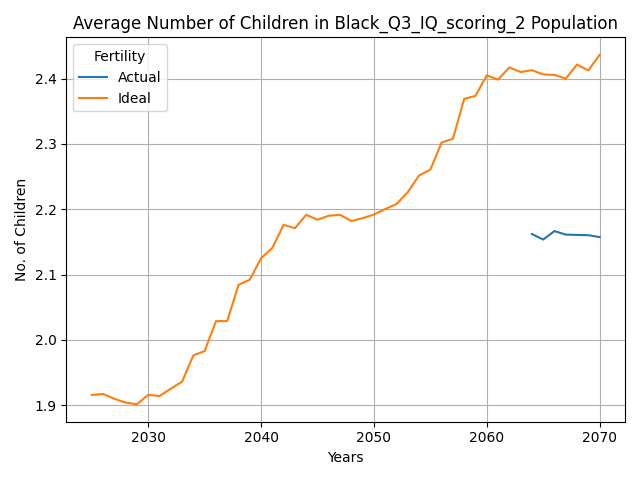 Average Number of Children in Black_Q3_IQ_scoring_2 Population
Fertility
Actual
Ideal
No. of Children
2.4
2.3
2.2
2.1
2.0
1.9
2030 2040 2050 2060 2070
Years